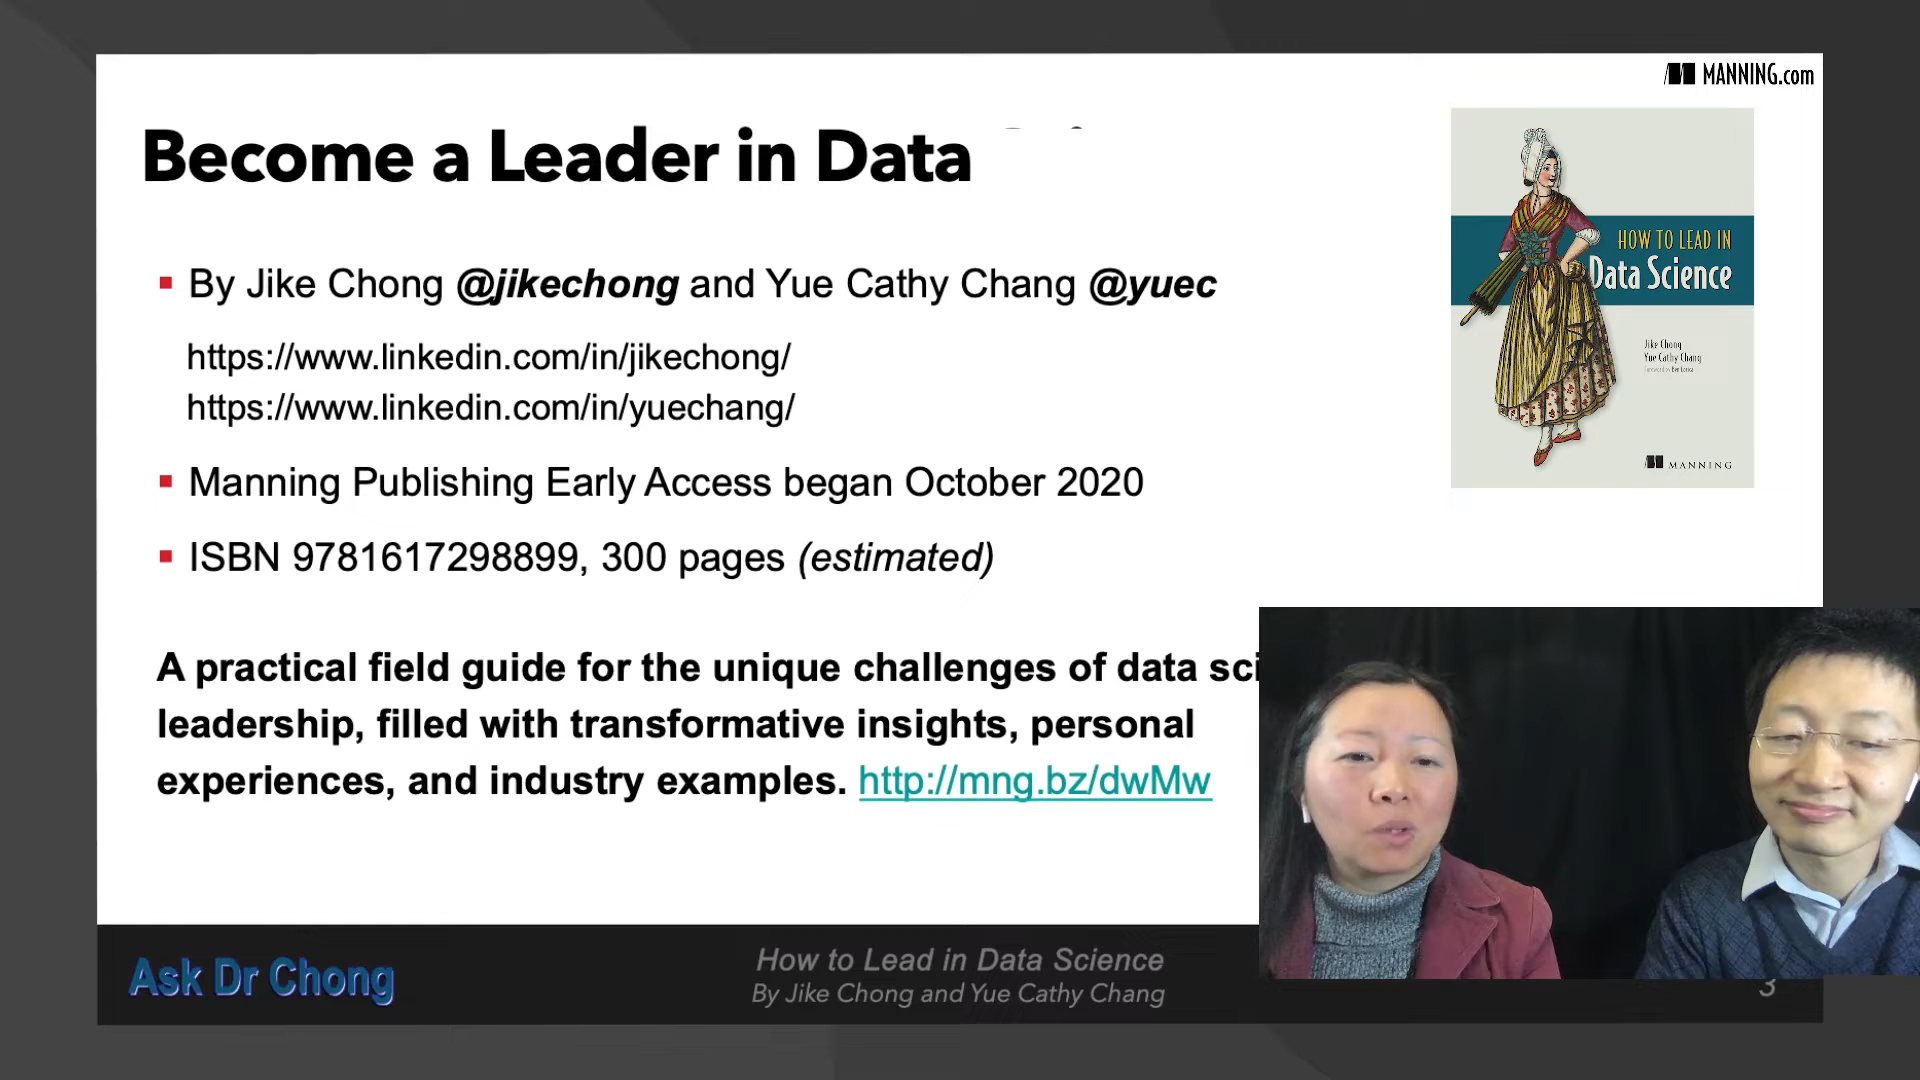 MANNING.com
Become a Leader in Data
By Jike Chong @jikechong and Yue Cathy Chang @yuec
https://www.linkedin.com/in/jikechong/
https://www.linkedin.com/in/yuechang/
Manning Publishing Early Access began October 2020
ISBN 9781617298899, 300 pages (estimated)
A practical field guide for the unique challenges of data sci
leadership, filled with transformative insights, personal
experiences, and industry examples. http://mng.bz/dwMw
HOW TO LEAD IN
Data Science
Jike Chong
Yue Cathy Chang
Foreword by Ben Lorica
MANNING
Ask Dr Chong
How to Lead in Data Science
By Jike Chong and Yue Cathy Chang
3